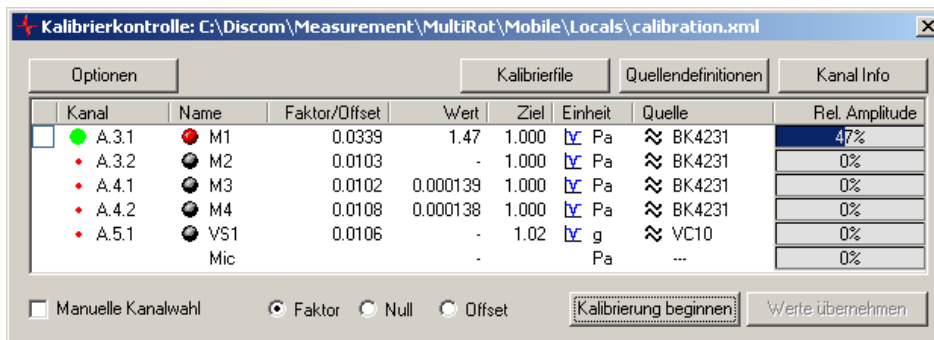 Kalibrierkontrolle: C:\Discom\Measurement\MultiRot\Mobile\Locals\calibration.xml
Optionen Kalibrierfile Quellendefinitionen Kanal Info
Kanal Name Faktor/Offset Wert Ziel Einheit Quelle Rel. Amplitude
A.3.1 M1 0.0339 1.47 1.000 Pa BK4231 47%
A.3.2 M2 0.0103 - 1.000 Pa BK4231 0%
A.4.1 M3 0.0102 0.000139 1.000 Pa BK4231 0%
A.4.2 M4 0.0108 0.000138 1.000 Pa BK4231 0%
A.5.1 VS1 0.0106 - 1.02 g VC10 0%
Mic - Pa --- 0%
Manuelle Kanalwahl Faktor Null Offset Kalibrierung beginnen Werte übernehmen